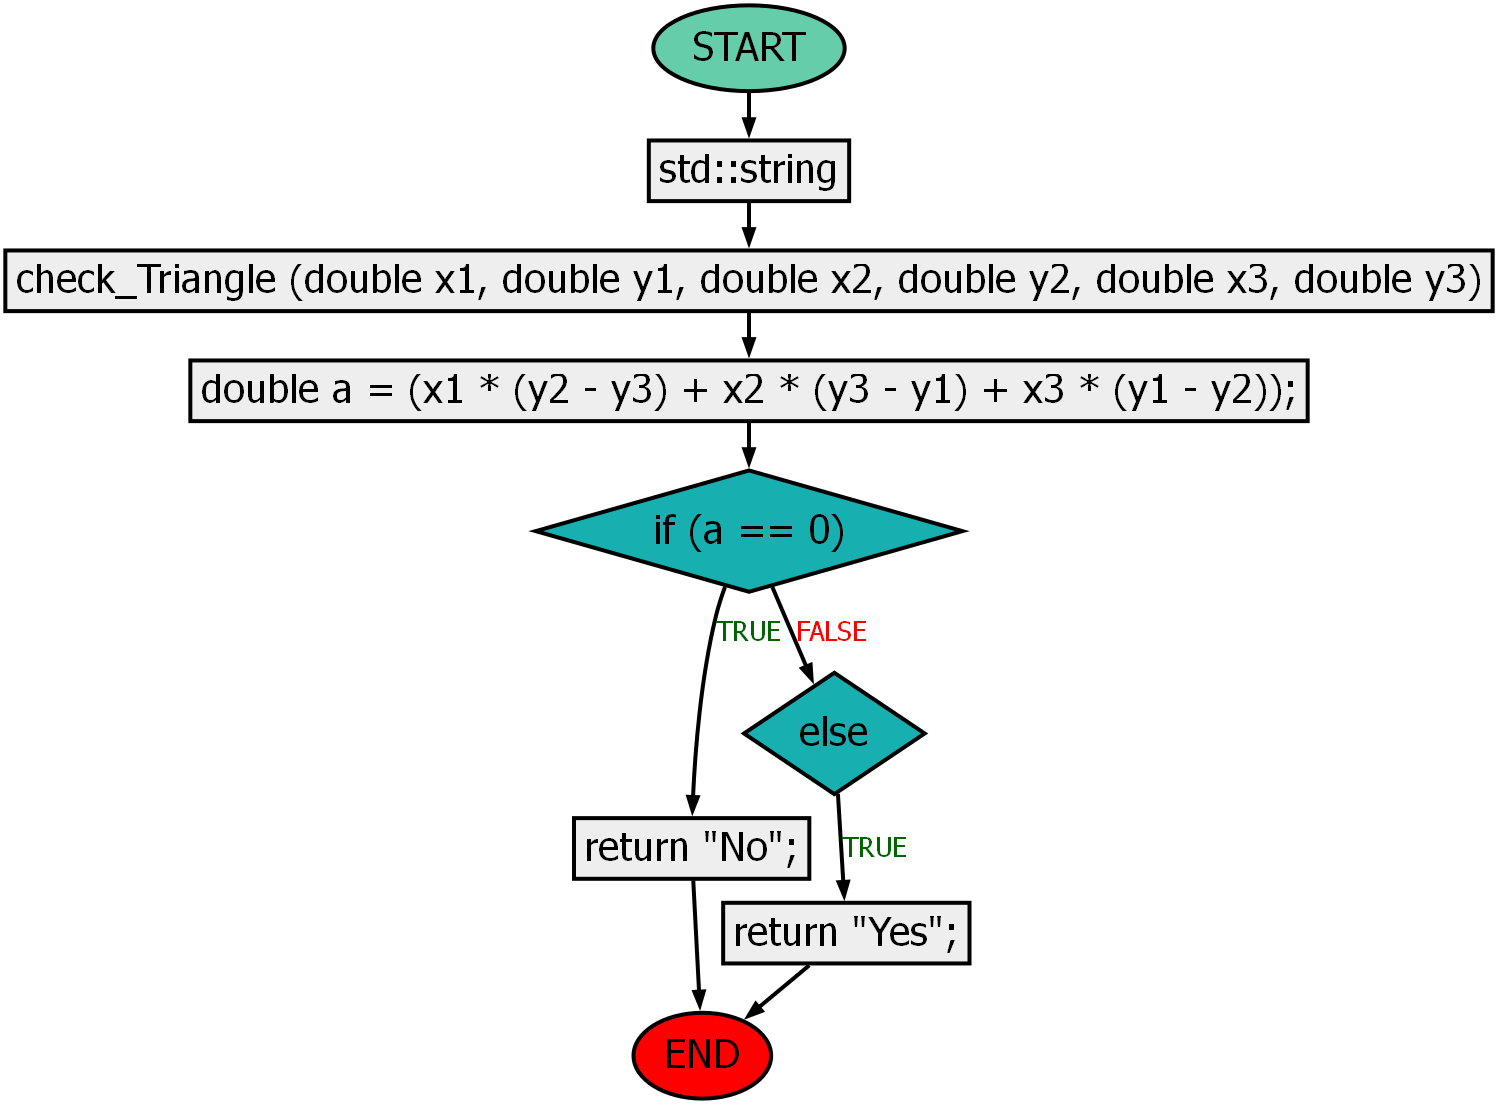 START
std::string
check_Triangle (double x1, double y1, double x2, double y2, double x3, double y3)
double a = (x1 * (y2 - y3) + x2 * (y3 - y1) + x3 * (y1 - y2));
if (a == 0)
TRUE
FALSE
else
return "No";
TRUE
return "Yes";
END